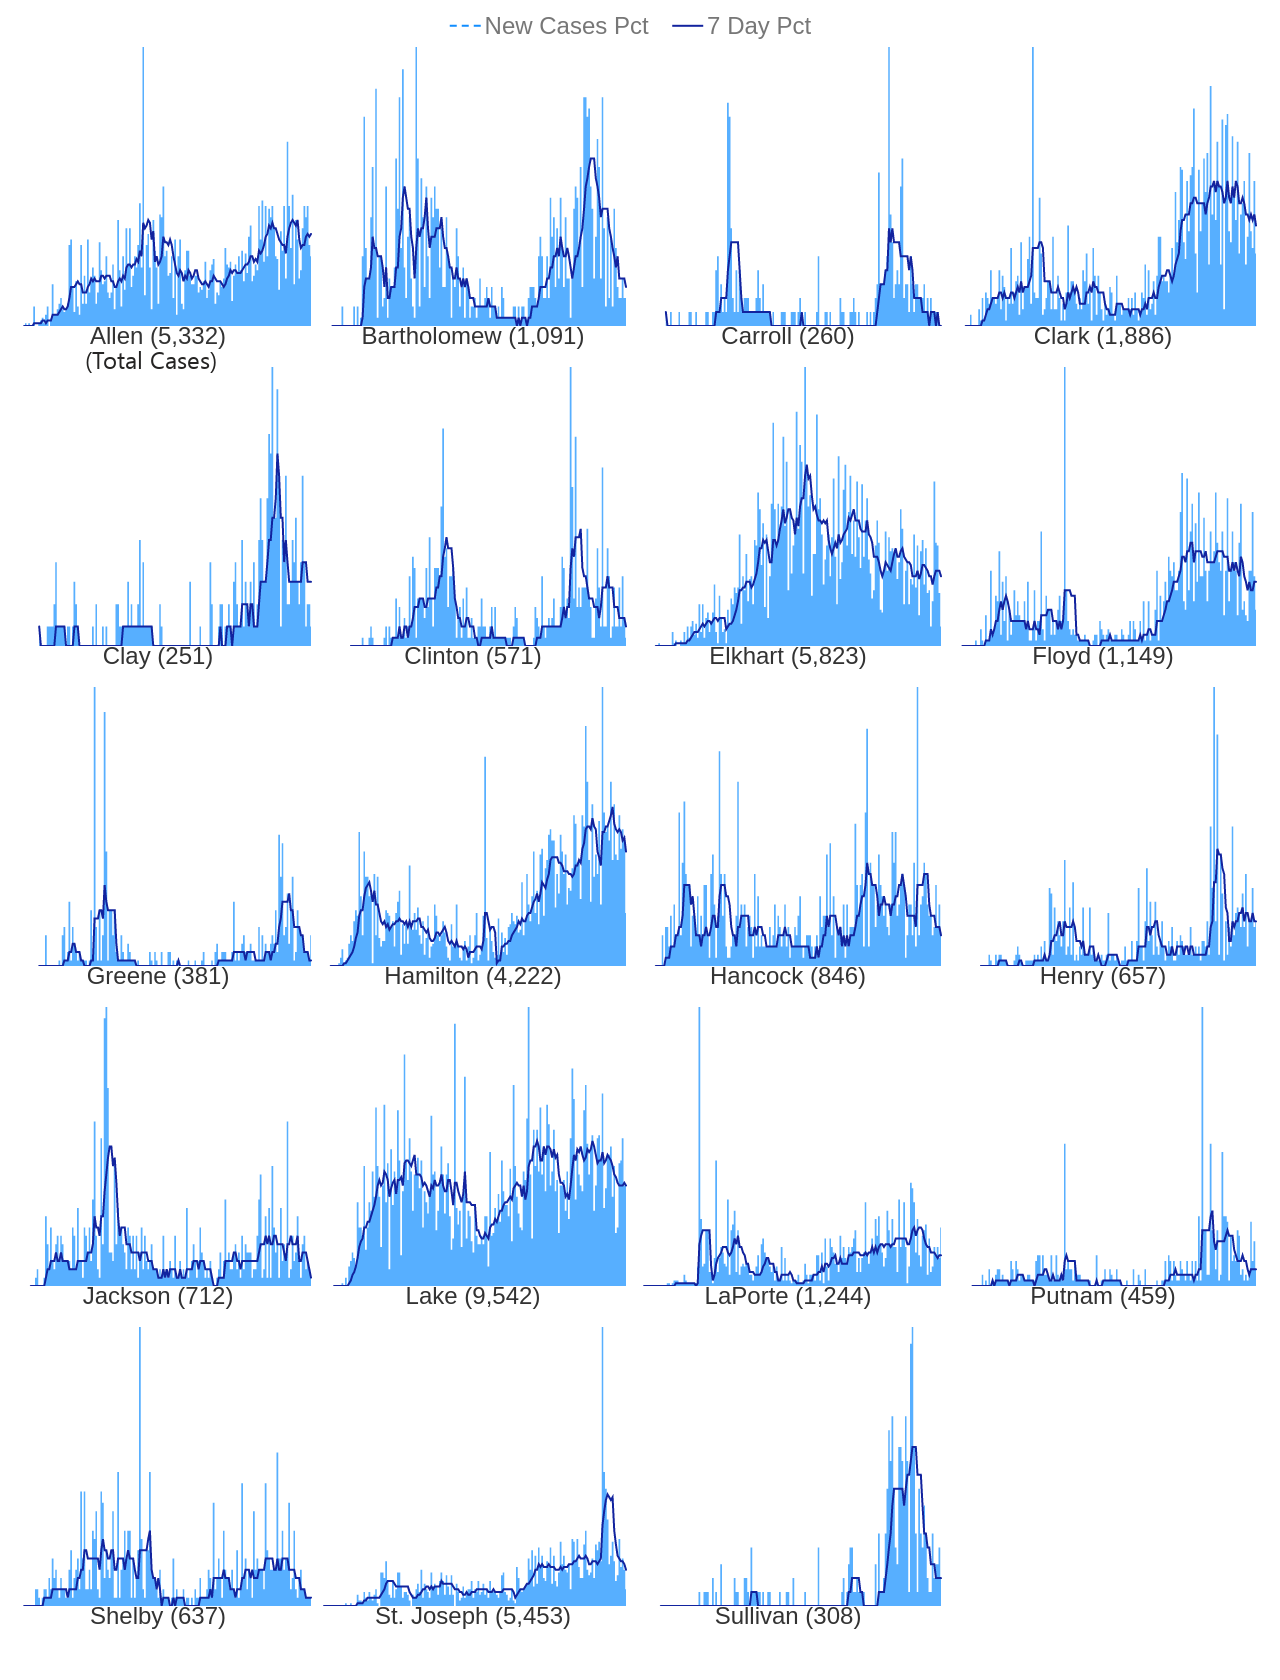 New Cases Pct 7 Day Pct
Allen (5,332) Bartholomew (1,091) Carroll (260) Clark (1,886)
(Total Cases)
Clay (251) Clinton (571) Elkhart (5,823) Floyd (1,149)
Greene (381) Hamilton (4,222) Hancock (846) Henry (657)
Jackson (712) Lake (9,542) LaPorte (1,244) Putnam (459)
Shelby (637) St. Joseph (5,453) Sullivan (308)